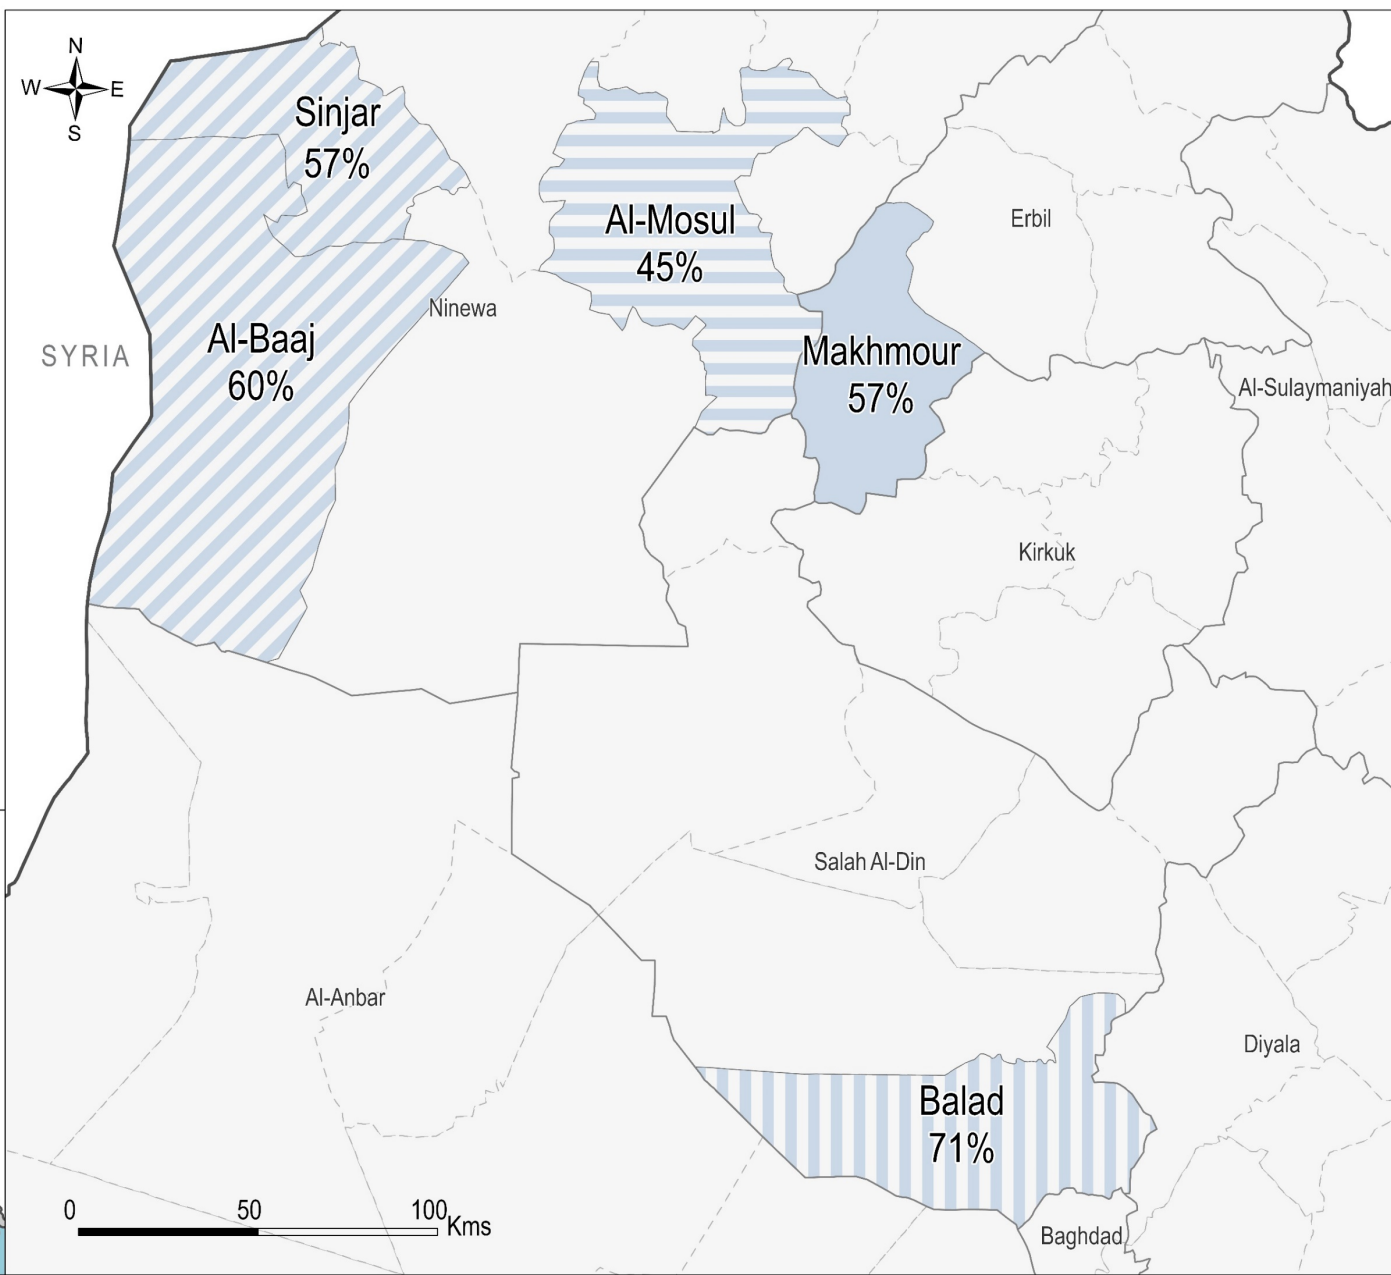 N
W E
S
Sinjar
57%
Al-Mosul
45%
Erbil
Ninewa
SYRIA
Al-Baaj
60%
Makhmour
57%
Al-Sulaymaniyah
Kirkuk
Salah Al-Din
Al-Anbar
Diyala
Balad
71%
0 50 100 Kms
Baghdad